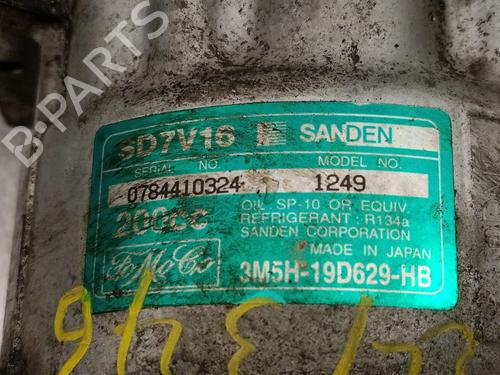 SD7V16 SANDEN
SERIAL NO. MODEL NO.
0784410324 1249
200CC OIL SP-10 OR EQUIV.
REFRIGERANT : R134a
SANDEN CORPORATION
FoMoCo MADE IN JAPAN
3M5H-19D629-HB
B-PARTS